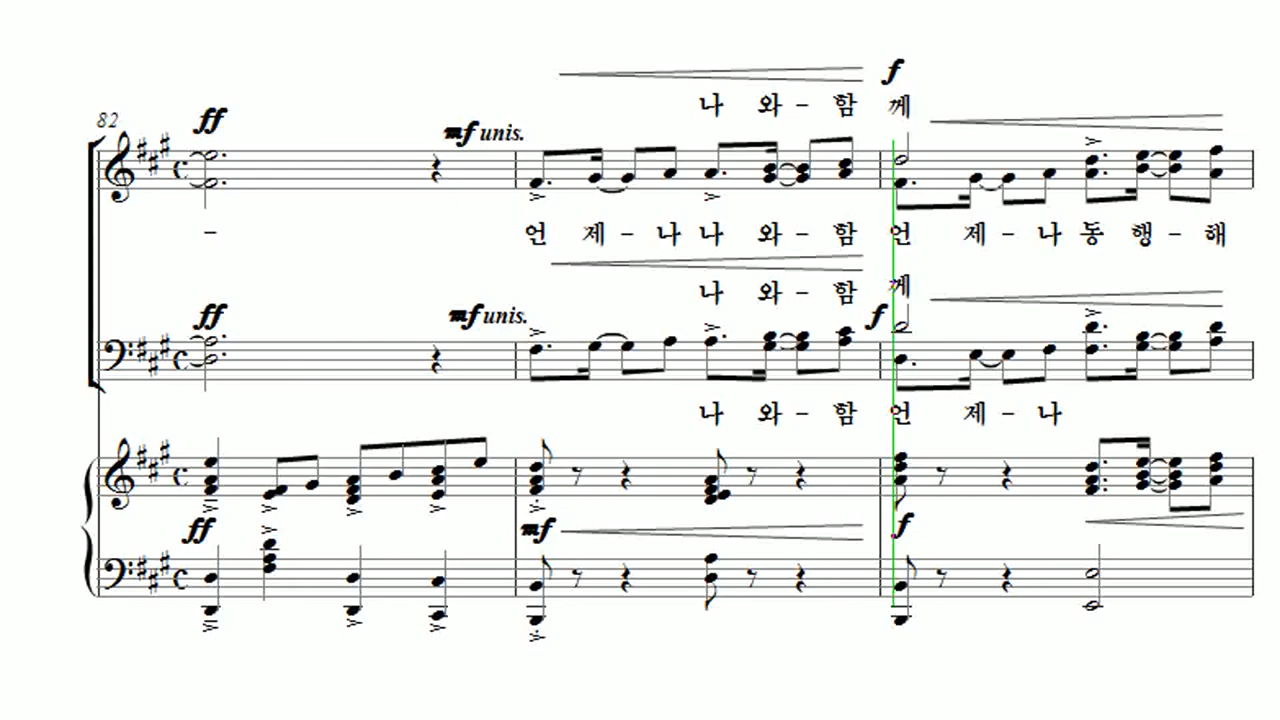 f
나 와 - 함 께
82
ff
mf unis.
- 언 제 - 나 나 와 - 함 언 제 - 나 동 행 - 해
나 와 - 함 께
ff
mf unis.
f
나 와 - 함 언 제 - 나
ff
mf
f